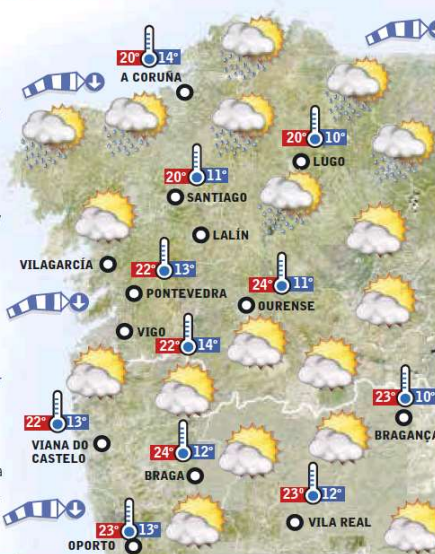 20° 14°
A CORUÑA
20° 10°
LUGO
20° 11°
SANTIAGO
LALÍN
VILAGARCÍA
22° 13°
PONTEVEDRA
24° 11°
OURENSE
VIGO
22° 14°
23° 10°
BRAGANÇA
22° 13°
VIANA DO
CASTELO
24° 12°
BRAGA
23° 12°
VILA REAL
23° 13°
OPORTO